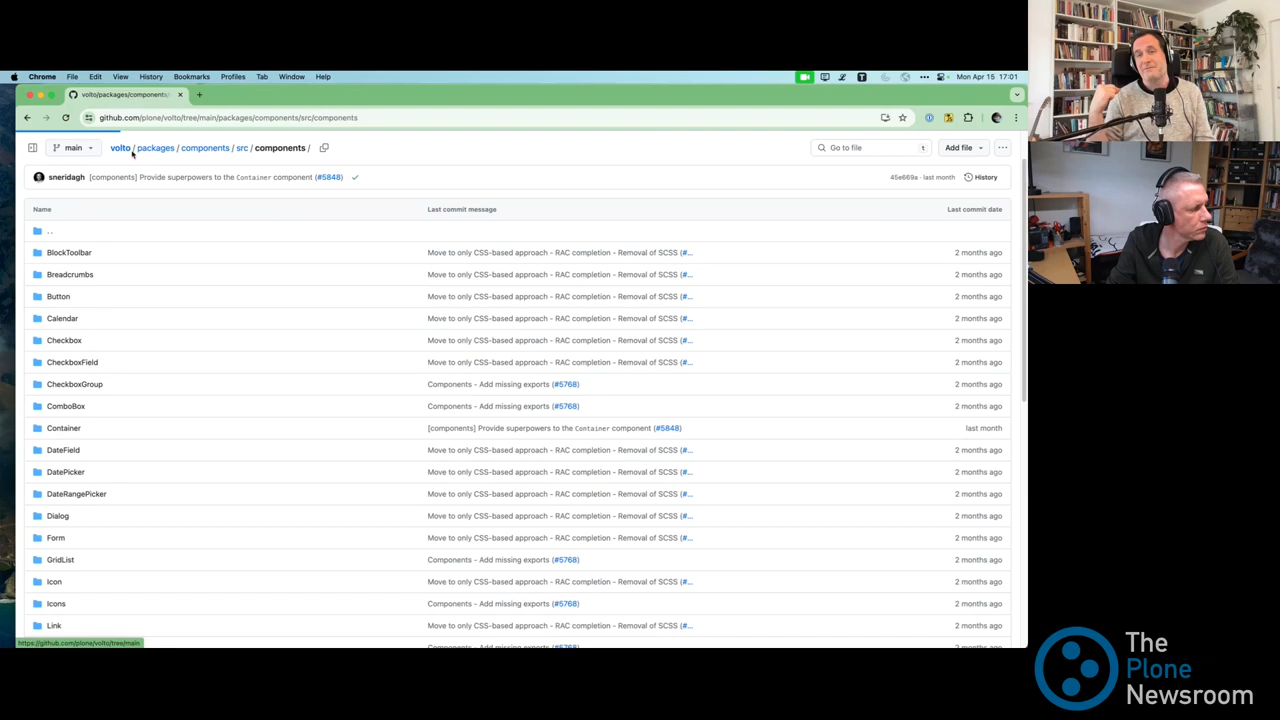 Chrome File Edit View History Bookmarks Profiles Tab Window Help Mon Apr 15 17:01
volto/packages/components/s
github.com/plone/volto/tree/main/packages/components/src/components
main volto / packages / components / src / components / Go to file t Add file
sneridagh [components] Provide superpowers to the Container component (#5848) 45e669a · last month History
Name Last commit message Last commit date
..
BlockToolbar Move to only CSS-based approach - RAC completion - Removal of SCSS (#... 2 months ago
Breadcrumbs Move to only CSS-based approach - RAC completion - Removal of SCSS (#... 2 months ago
Button Move to only CSS-based approach - RAC completion - Removal of SCSS (#... 2 months ago
Calendar Move to only CSS-based approach - RAC completion - Removal of SCSS (#... 2 months ago
Checkbox Move to only CSS-based approach - RAC completion - Removal of SCSS (#... 2 months ago
CheckboxField Move to only CSS-based approach - RAC completion - Removal of SCSS (#... 2 months ago
CheckboxGroup Components - Add missing exports (#5768) 2 months ago
ComboBox Components - Add missing exports (#5768) 2 months ago
Container [components] Provide superpowers to the Container component (#5848) last month
DateField Move to only CSS-based approach - RAC completion - Removal of SCSS (#... 2 months ago
DatePicker Move to only CSS-based approach - RAC completion - Removal of SCSS (#... 2 months ago
DateRangePicker Move to only CSS-based approach - RAC completion - Removal of SCSS (#... 2 months ago
Dialog Move to only CSS-based approach - RAC completion - Removal of SCSS (#... 2 months ago
Form Move to only CSS-based approach - RAC completion - Removal of SCSS (#... 2 months ago
GridList Components - Add missing exports (#5768) 2 months ago
Icon Move to only CSS-based approach - RAC completion - Removal of SCSS (#... 2 months ago
Icons Components - Add missing exports (#5768) 2 months ago
Link Move to only CSS-based approach - RAC completion - Removal of SCSS (#... 2 months ago
https://github.com/plone/volto/tree/main Components - Add missing exports (#5768) 2 months ago
The
Plone
Newsroom